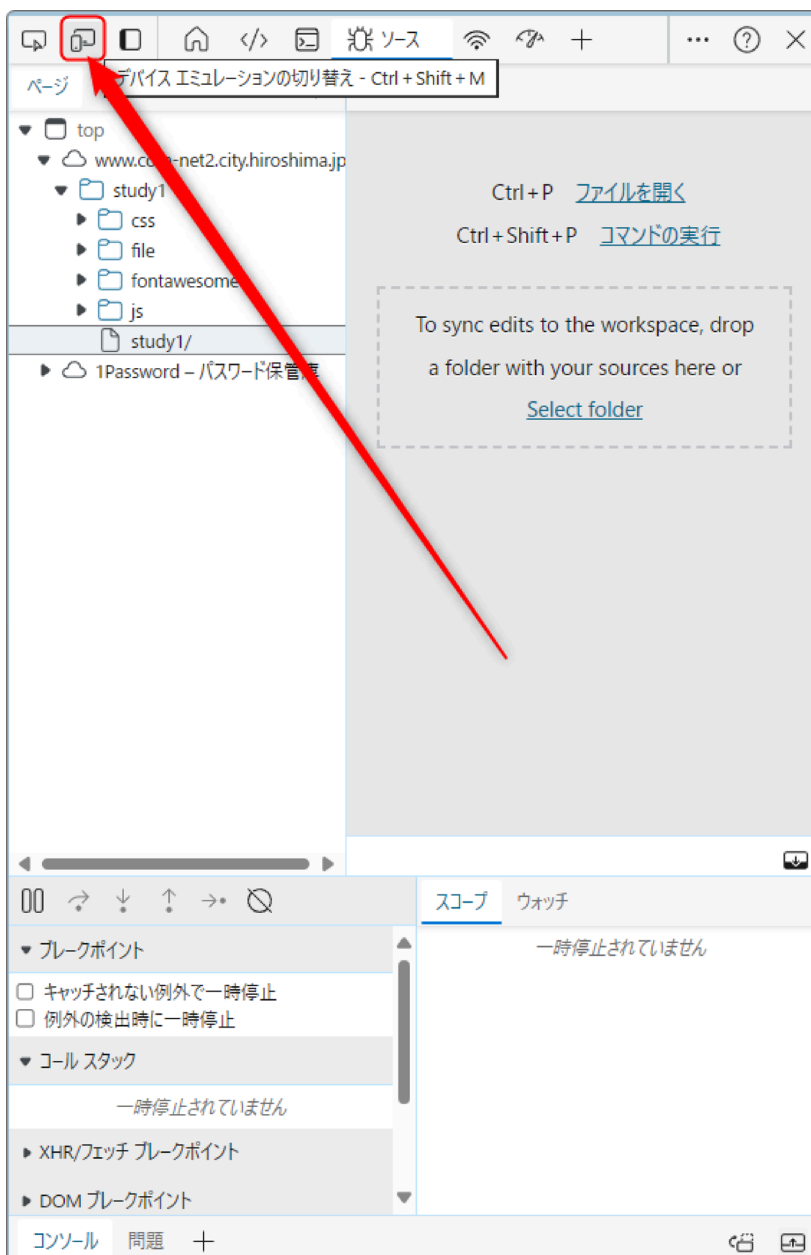 ソース
デバイス エミュレーションの切り替え - Ctrl + Shift + M
ページ
top
net2.city.hiroshima.jp
study1
css
file
fontawesome
js
study1/
1Password – パスワード保管庫
Ctrl + P ファイルを開く
Ctrl + Shift + P コマンドの実行
To sync edits to the workspace, drop
a folder with your sources here or
Select folder
スコープ ウォッチ
一時停止されていません
ブレークポイント
キャッチされない例外で一時停止
例外の検出時に一時停止
コール スタック
一時停止されていません
XHR/フェッチ ブレークポイント
DOM ブレークポイント
コンソール 問題